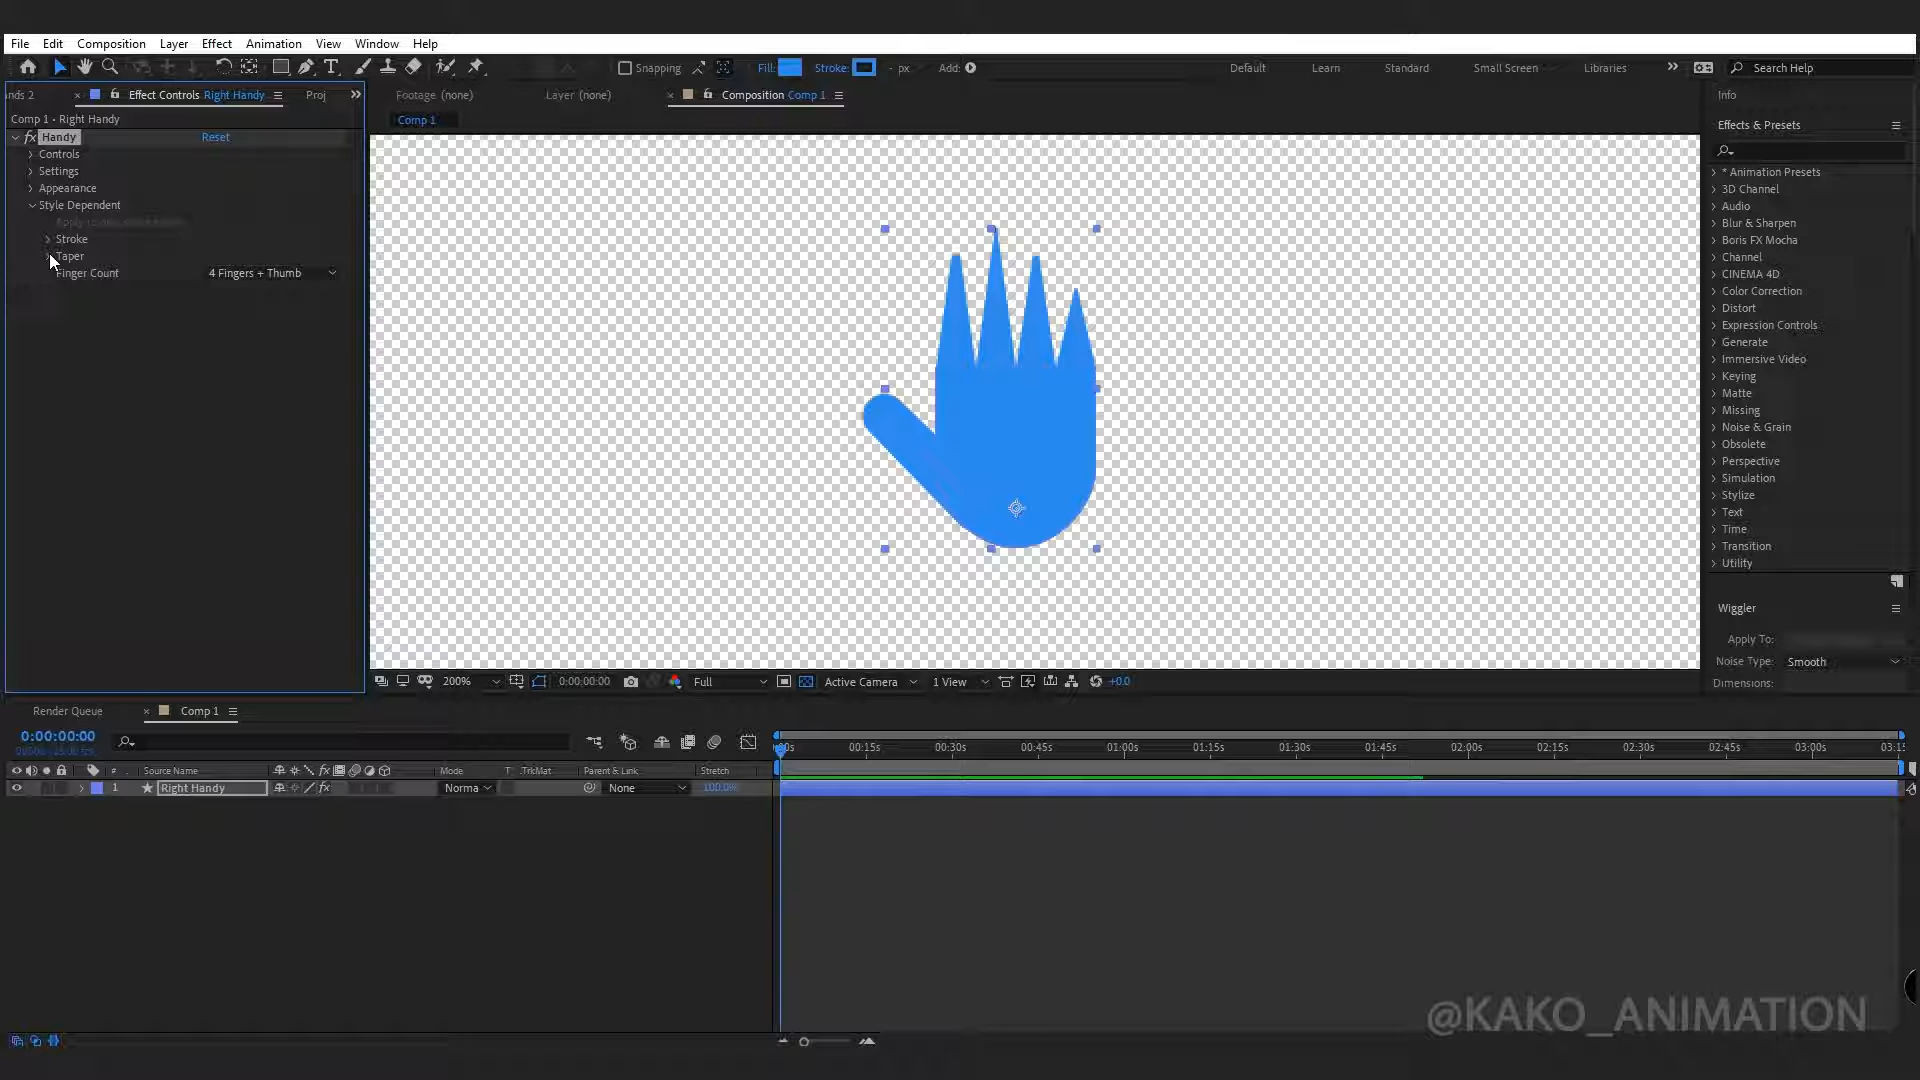 File Edit Composition Layer Effect Animation View Window Help
Snapping Fill: Stroke: - px Add: Default Learn Standard Small Screen Libraries Search Help
nds 2 Effect Controls Right Handy Proj
Footage (none) Layer (none) Composition Comp 1
Info
Comp 1 • Right Handy
Comp 1
Effects & Presets
fx Handy Reset
Controls
Settings
Appearance
Style Dependent
Stroke
Taper
Finger Count 4 Fingers + Thumb
* Animation Presets
3D Channel
Audio
Blur & Sharpen
Boris FX Mocha
Channel
CINEMA 4D
Color Correction
Distort
Expression Controls
Generate
Immersive Video
Keying
Matte
Missing
Noise & Grain
Obsolete
Perspective
Simulation
Stylize
Text
Time
Transition
Utility
Wiggler
Apply To:
Noise Type: Smooth
Dimensions:
200% 0:00:00:00 Full Active Camera 1 View +0.0
Render Queue Comp 1
0:00:00:00
00:15s 00:30s 00:45s 01:00s 01:15s 01:30s 01:45s 02:00s 02:15s 02:30s 02:45s 03:00s 03:15
# Source Name fx Mode T .TrkMat Parent & Link Stretch
1 Right Handy fx Norma None 100.0%
@KAKO_ANIMATION